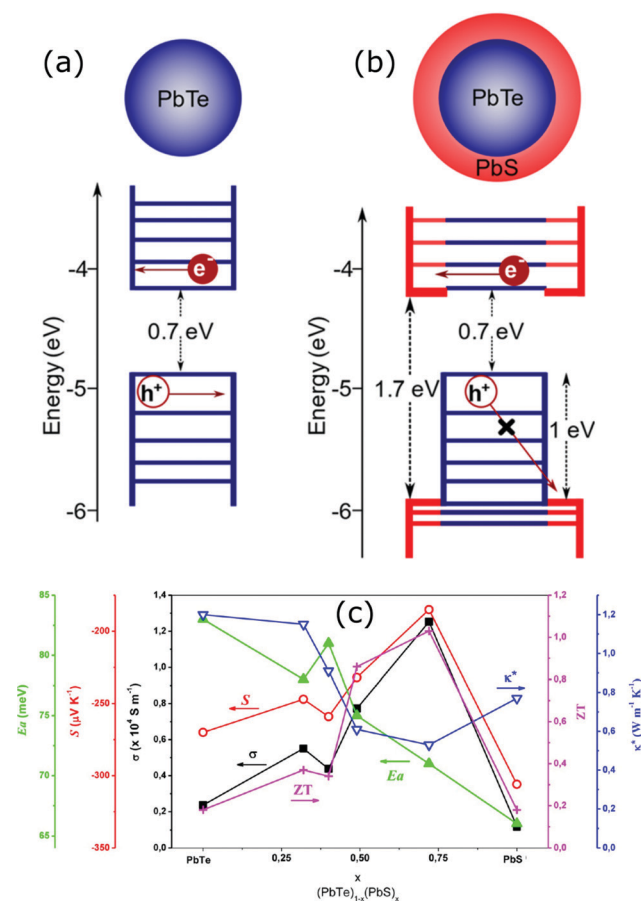 (a)
PbTe
(b)
PbTe
PbS
Energy (eV)
-4
-5
-6
e-
0.7 eV
h+
Energy (eV)
-4
-5
-6
e-
0.7 eV
1.7 eV
h+
1 eV
(c)
Ea (meV)
85
80
75
70
65
S (µV K-1)
-200
-250
-300
-350
σ (x 10⁴ S m-1)
1,4
1,2
1,0
0,8
0,6
0,4
0,2
0,0
S
σ
ZT
Ea
κ*
1,2
1,0
0,8
0,6
0,4
0,2
0,0
ZT
1,2
1,0
0,8
0,6
0,4
0,2
0,0
κ* (W m-1 K-1)
PbTe 0,25 0,50 0,75 PbS
x
(PbTe)1-x(PbS)x